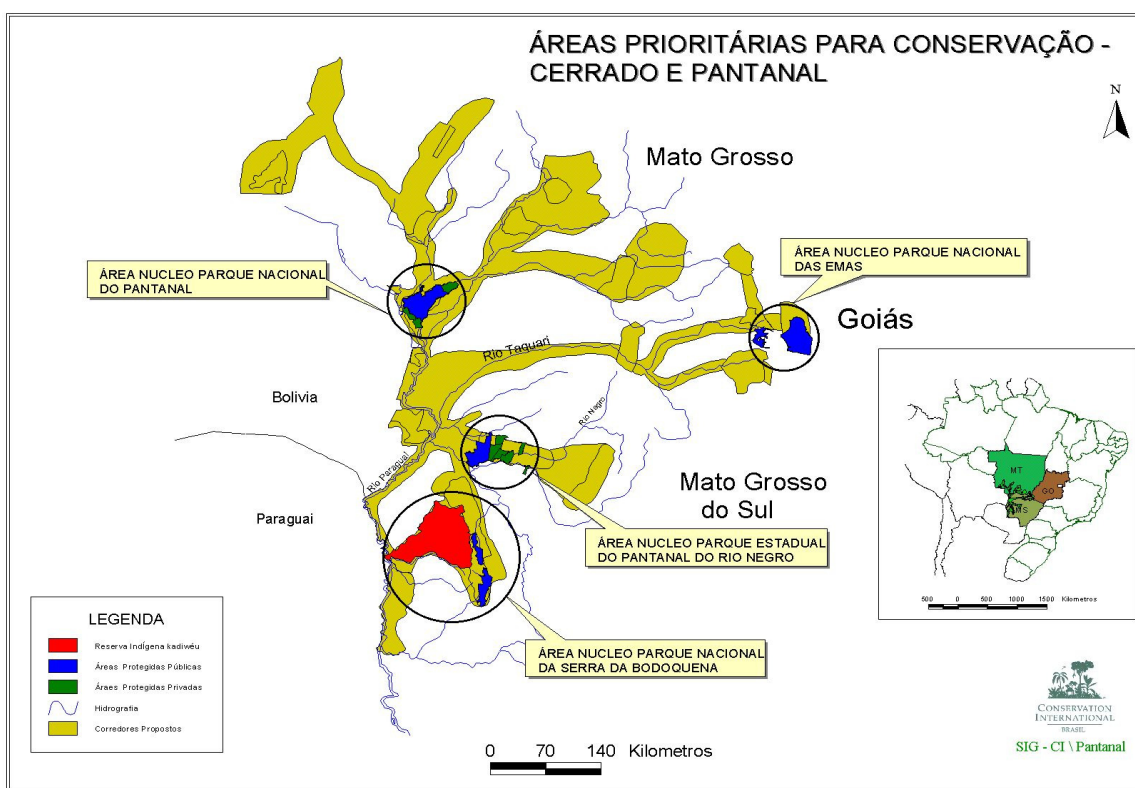 ÁREAS PRIORITÁRIAS PARA CONSERVAÇÃO -
CERRADO E PANTANAL
N
Mato Grosso
ÁREA NUCLEO PARQUE NACIONAL
DO PANTANAL
ÁREA NUCLEO PARQUE NACIONAL
DAS EMAS
Goiás
Rio Taquari
Bolivia
Rio Negro
Rio Paraguai
Paraguai
Mato Grosso
do Sul
ÁREA NUCLEO PARQUE ESTADUAL
DO PANTANAL DO RIO NEGRO
ÁREA NUCLEO PARQUE NACIONAL
DA SERRA DA BODOQUENA
MT
GO
MS
500 0 500 1000 1500 Kilometros
LEGENDA
Reserva Indígena kadiwéu
Áreas Protegidas Públicas
Áraes Protegidas Privadas
Hidrografia
Corredores Propostos
0 70 140 Kilometros
CONSERVATION
INTERNATIONAL
BRASIL
SIG - CI \ Pantanal